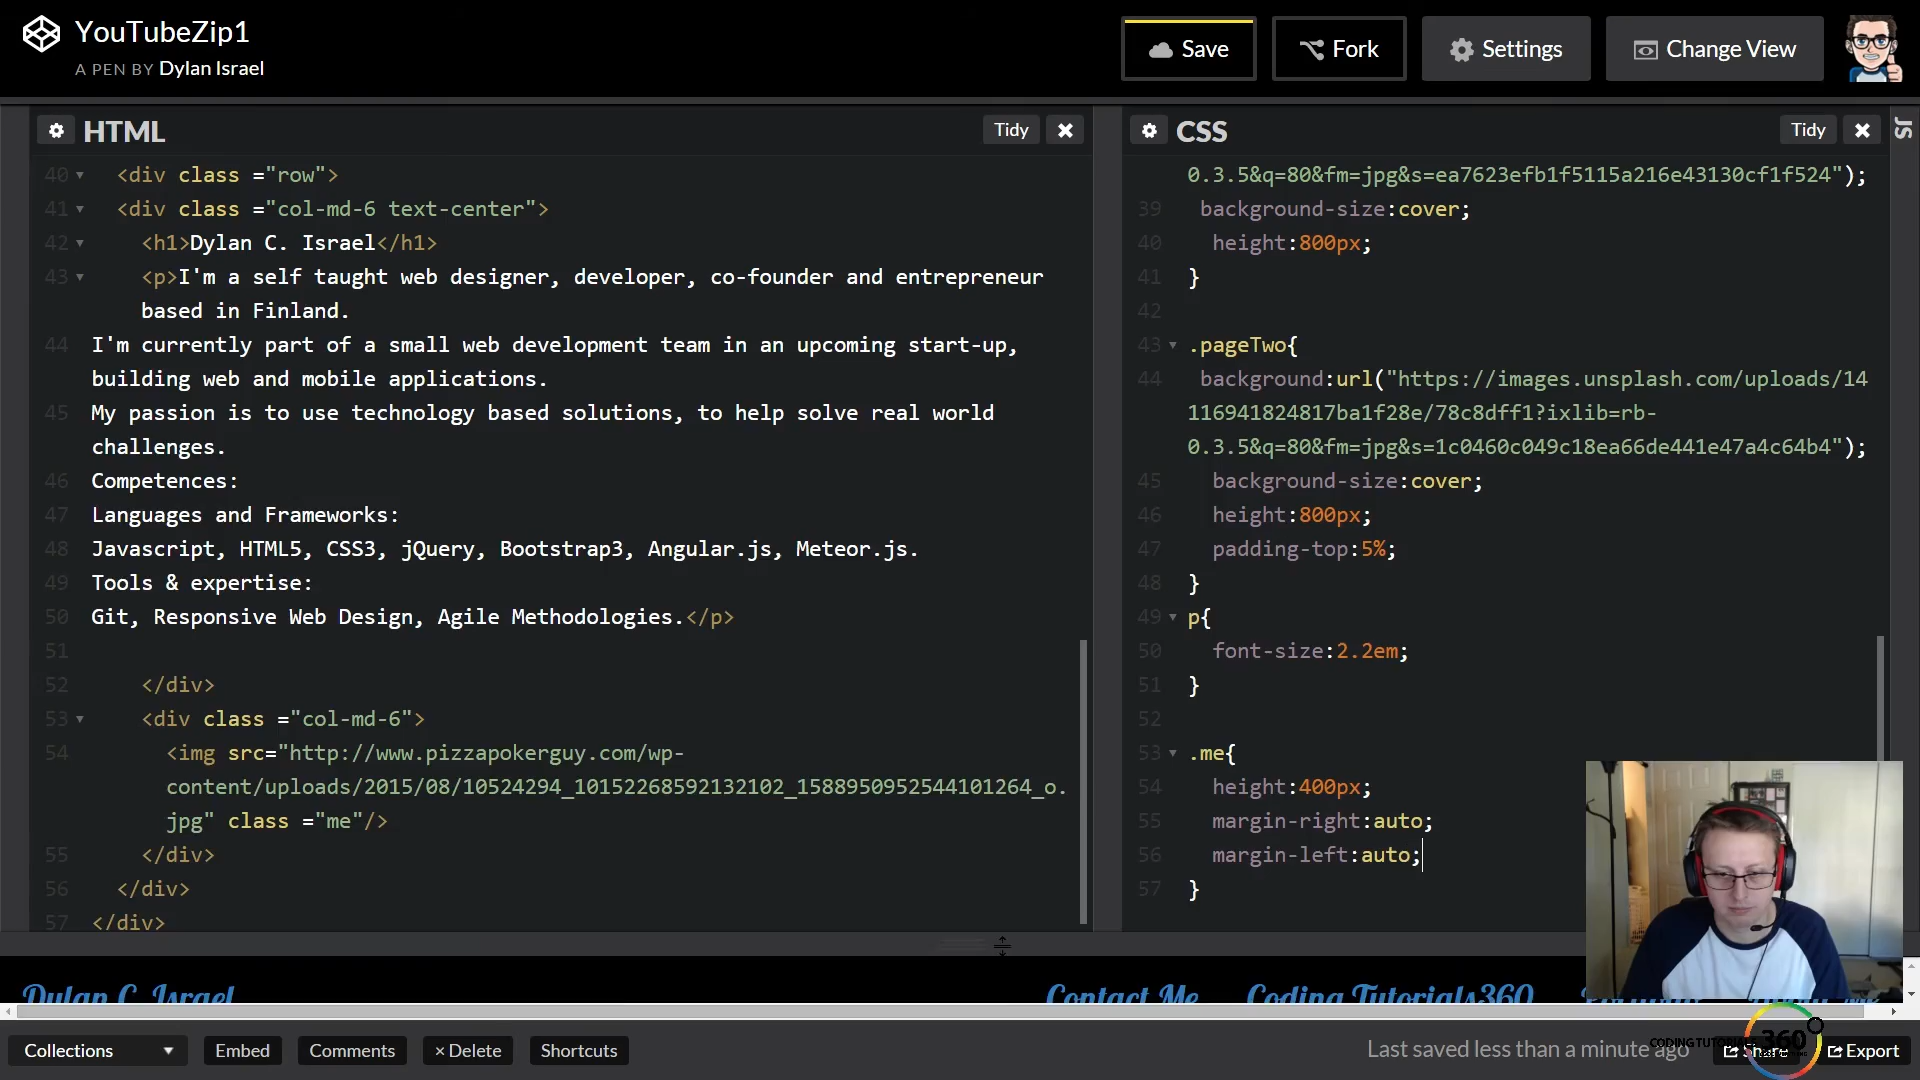 YouTubeZip1
A PEN BY Dylan Israel
Save
Fork
Settings
Change View
HTML
Tidy
40 <div class ="row">
41 <div class ="col-md-6 text-center">
42 <h1>Dylan C. Israel</h1>
43 <p>I'm a self taught web designer, developer, co-founder and entrepreneur
based in Finland.
44 I'm currently part of a small web development team in an upcoming start-up,
building web and mobile applications.
45 My passion is to use technology based solutions, to help solve real world
challenges.
46 Competences:
47 Languages and Frameworks:
48 Javascript, HTML5, CSS3, jQuery, Bootstrap3, Angular.js, Meteor.js.
49 Tools & expertise:
50 Git, Responsive Web Design, Agile Methodologies.</p>
51
52 </div>
53 <div class ="col-md-6">
54 <img src="http://www.pizzapokerguy.com/wp-
content/uploads/2015/08/10524294_10152268592132102_1588950952544101264_o.
jpg" class ="me"/>
55 </div>
56 </div>
57 </div>
CSS
Tidy
JS
0.3.5&q=80&fm=jpg&s=ea7623efb1f5115a216e43130cf1f524");
39 background-size:cover;
40 height:800px;
41 }
42
43 .pageTwo{
44 background:url("https://images.unsplash.com/uploads/14
116941824817ba1f28e/78c8dff1?ixlib=rb-
0.3.5&q=80&fm=jpg&s=1c0460c049c18ea66de441e47a4c64b4");
45 background-size:cover;
46 height:800px;
47 padding-top:5%;
48 }
49 p{
50 font-size:2.2em;
51 }
52
53 .me{
54 height:400px;
55 margin-right:auto;
56 margin-left:auto;
57 }
Dylan C. Israel
Contact Me
Coding Tutorials360
Collections
Embed
Comments
× Delete
Shortcuts
Last saved less than a minute ago
CODING TUTORIALS 360
Share
Export